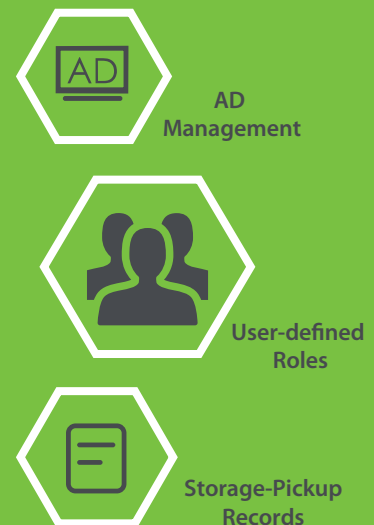 AD
AD
Management
User-defined
Roles
Storage-Pickup
Records